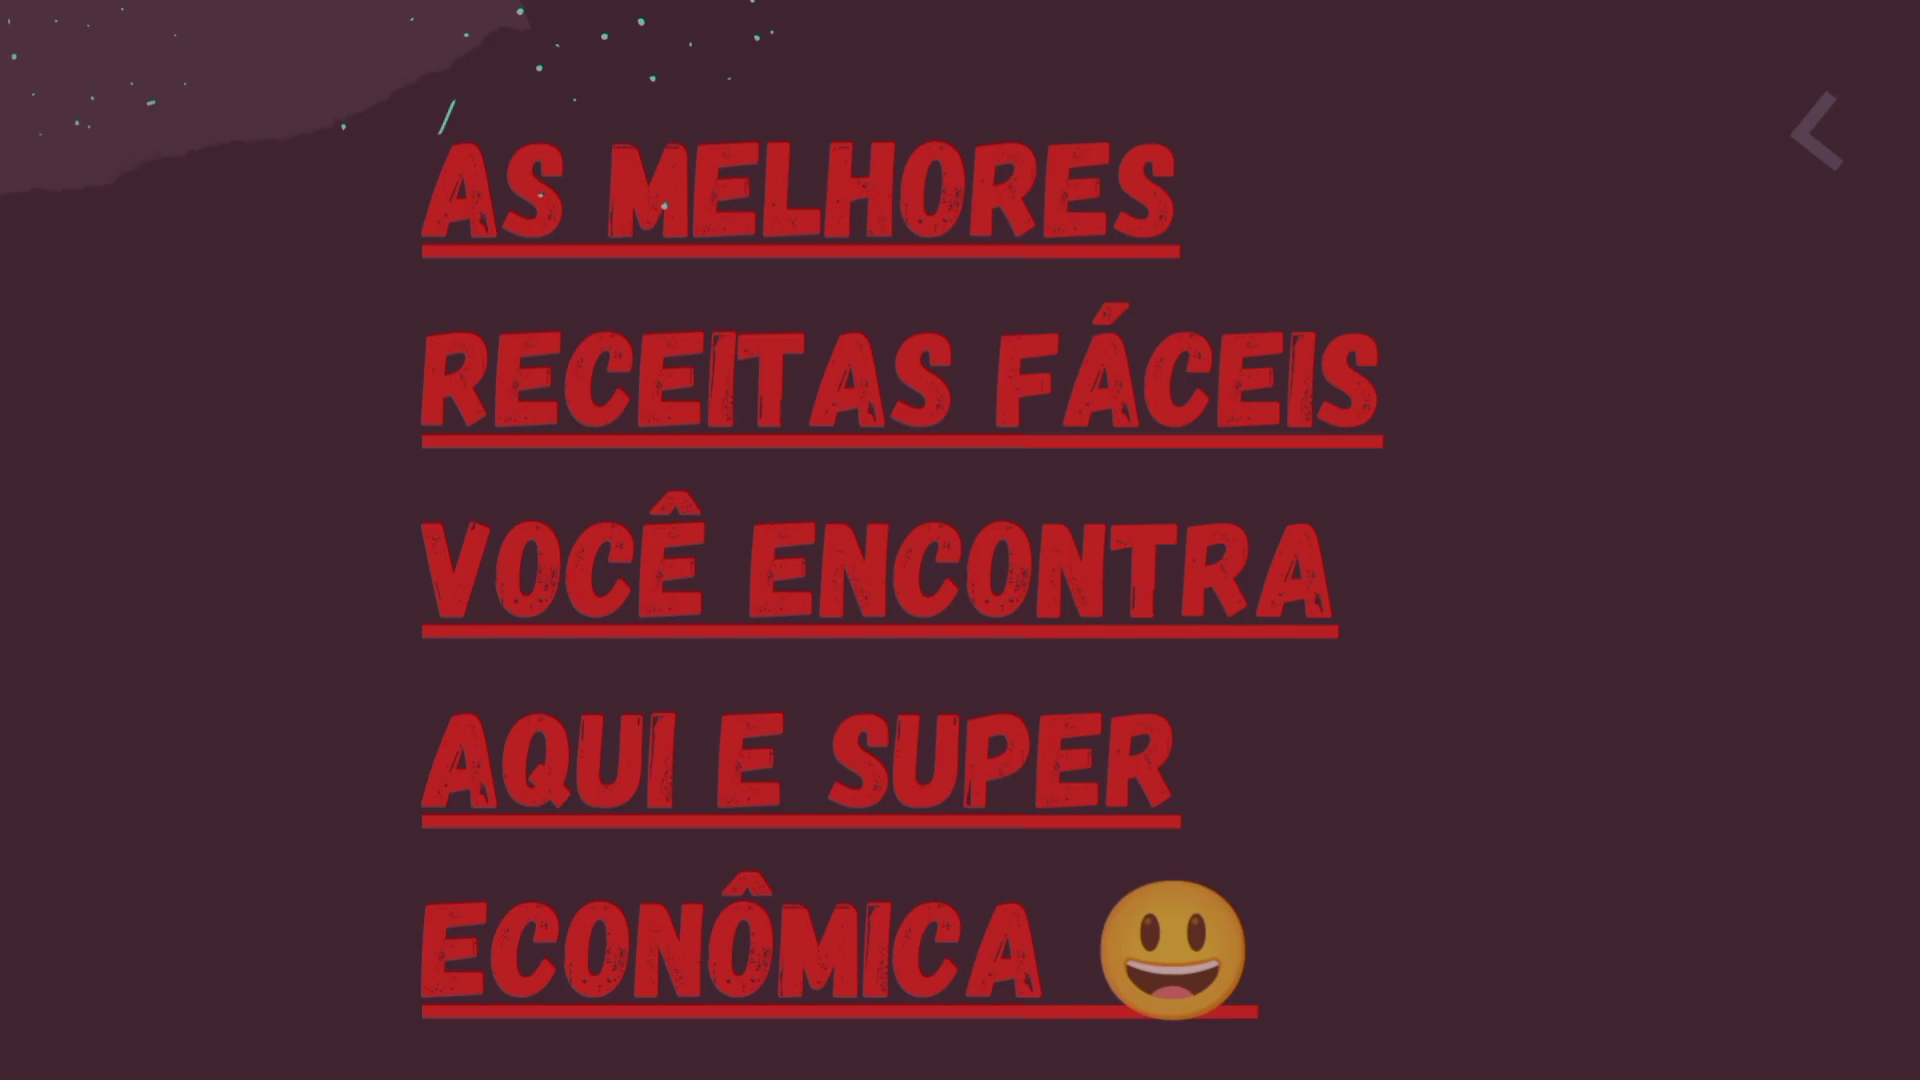 AS MELHORES
RECEITAS FÁCEIS
VOCÊ ENCONTRA
AQUI E SUPER
ECONÔMICA 😃